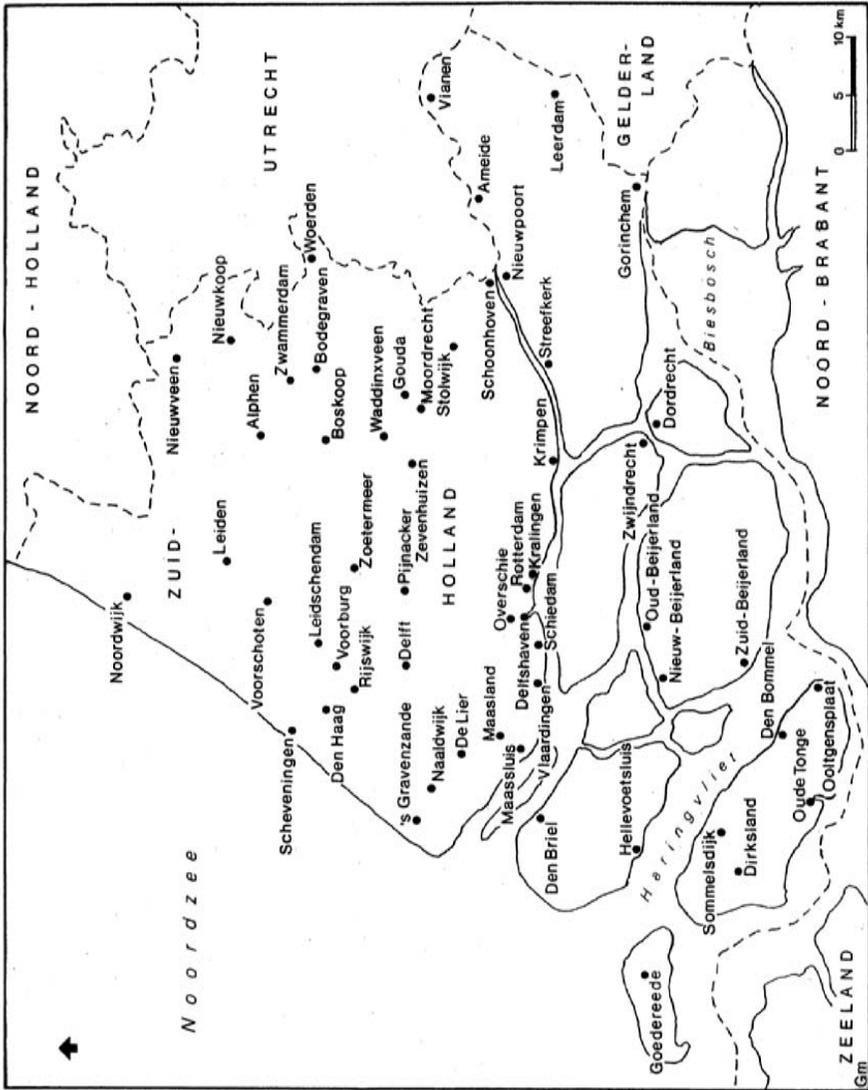 NOORD - HOLLAND
Noordzee
Noordwijk
ZUID-
Nieuwveen
Leiden
Nieuwkoop
UTRECHT
Alphen
Zwammerdam
Voorschoten
Scheveningen
Woerden
Bodegraven
Leidschendam
Boskoop
Voorburg
Den Haag
Rijswijk
Zoetermeer
Waddinxveen
Delft
Pijnacker
Gouda
's Gravenzande
Zevenhuizen
Moordrecht
Naaldwijk
Vianen
Stolwijk
HOLLAND
De Lier
Ameide
Schoonhoven
Maasland
Nieuwpoort
Overschie
Maassluis
Rotterdam
Delfshaven
Kralingen
Schiedam
Vlaardingen
Krimpen
Streefkerk
Leerdam
Den Briel
GELDER-
LAND
Gorinchem
Hellevoetsluis
Zwijndrecht
Dordrecht
Oud-Beijerland
Nieuw-Beijerland
Goedereede
Haringvliet
Biesbosch
Zuid-Beijerland
Sommelsdijk
Dirksland
Den Bommel
Oude Tonge
Ooltgensplaat
NOORD - BRABANT
ZEELAND
0 5 10 km
Gm